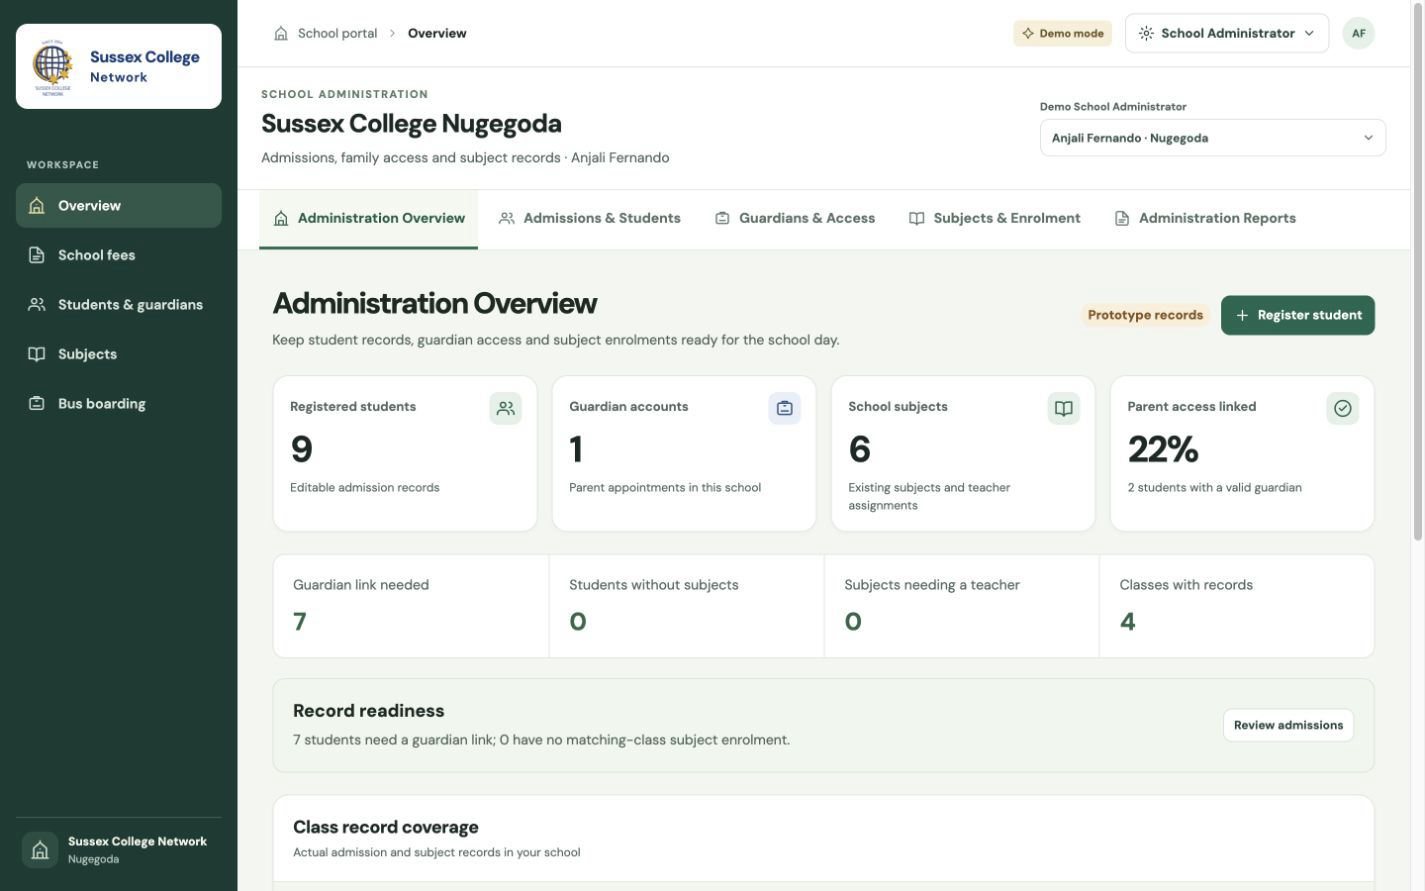 Sussex College
Network
SUSSEX COLLEGE
NETWORK
WORKSPACE
Overview
School fees
Students & guardians
Subjects
Bus boarding
Sussex College Network
Nugegoda
School portal > Overview
Demo mode
School Administrator
AF
SCHOOL ADMINISTRATION
Sussex College Nugegoda
Admissions, family access and subject records · Anjali Fernando
Demo School Administrator
Anjali Fernando · Nugegoda
Administration Overview
Admissions & Students
Guardians & Access
Subjects & Enrolment
Administration Reports
Administration Overview
Keep student records, guardian access and subject enrolments ready for the school day.
Prototype records
+ Register student
Registered students
9
Editable admission records
Guardian accounts
1
Parent appointments in this school
School subjects
6
Existing subjects and teacher
assignments
Parent access linked
22%
2 students with a valid guardian
Guardian link needed
7
Students without subjects
0
Subjects needing a teacher
0
Classes with records
4
Record readiness
7 students need a guardian link; 0 have no matching-class subject enrolment.
Review admissions
Class record coverage
Actual admission and subject records in your school